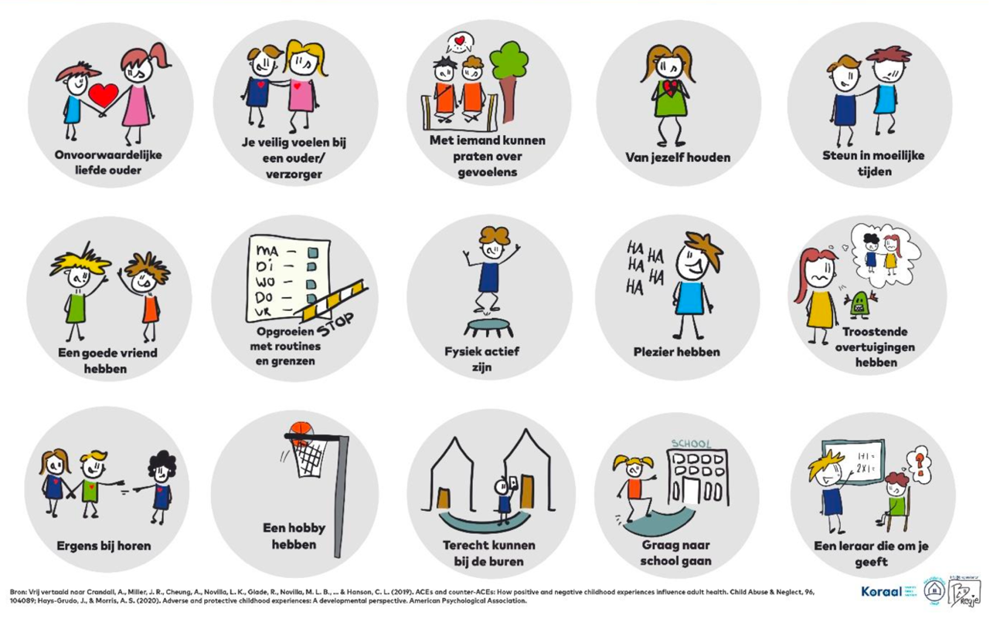 Onvoorwaardelijke
liefde ouder
Je veilig voelen bij
een ouder/
verzorger
Met iemand kunnen
praten over
gevoelens
Van jezelf houden
Steun in moeilijke
tijden
Een goede vriend
hebben
MA –
Di –
WO –
DO –
VR –
STOP
Opgroeien
met routines
en grenzen
Fysiek actief
zijn
HA HA
HA HA
HA
Plezier hebben
Troostende
overtuigingen
hebben
Ergens bij horen
Een hobby
hebben
Terecht kunnen
bij de buren
SCHOOL
Graag naar
school gaan
1+1 =
2x1 =
Een leraar die om je
geeft
Bron: Vrij vertaald naar Crandall, A., Miller, J. R., Cheung, A., Novilla, L. K., Glade, R., Novilla, M. L. B., ... & Hanson, C. L. (2019). ACEs and counter-ACEs: How positive and negative childhood experiences influence adult health. Child Abuse & Neglect, 96,
104089; Hays-Grudo, J., & Morris, A. S. (2020). Adverse and protective childhood experiences: A developmental perspective. American Psychological Association.
Koraal